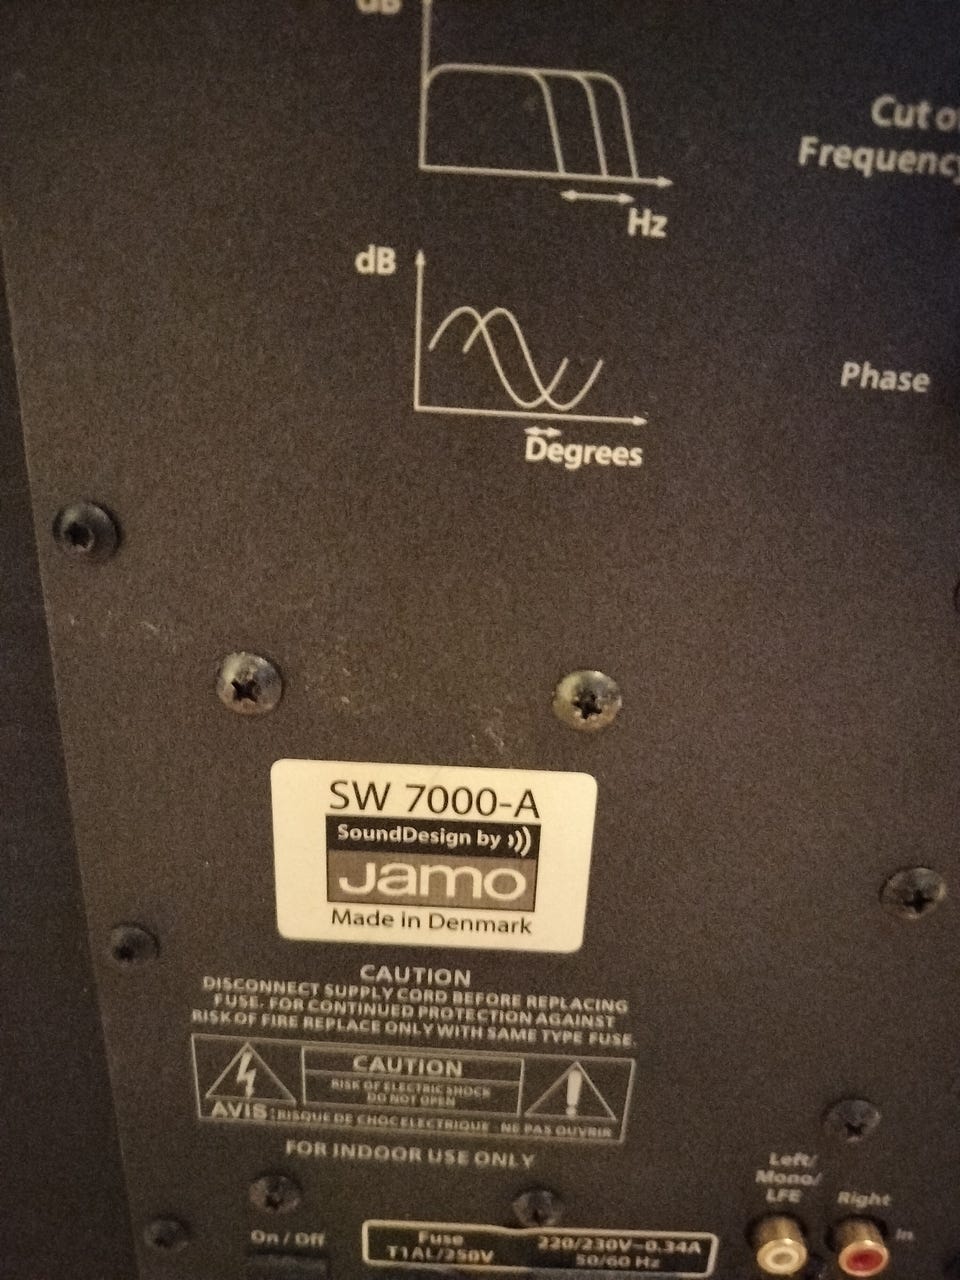 dB
Cut o
Frequency
Hz
dB
Phase
Degrees
SW 7000-A
SoundDesign by
Jamo
Made in Denmark
CAUTION
DISCONNECT SUPPLY CORD BEFORE REPLACING
FUSE. FOR CONTINUED PROTECTION AGAINST
RISK OF FIRE REPLACE ONLY WITH SAME TYPE FUSE.
CAUTION
RISK OF ELECTRIC SHOCK
DO NOT OPEN
AVIS: RISQUE DE CHOC ELECTRIQUE - NE PAS OUVRIR
FOR INDOOR USE ONLY
Left/
Mono/
LFE
Right
In
On / Off
Fuse
T1AL/250V
220/230V~0.34A
50/60 Hz